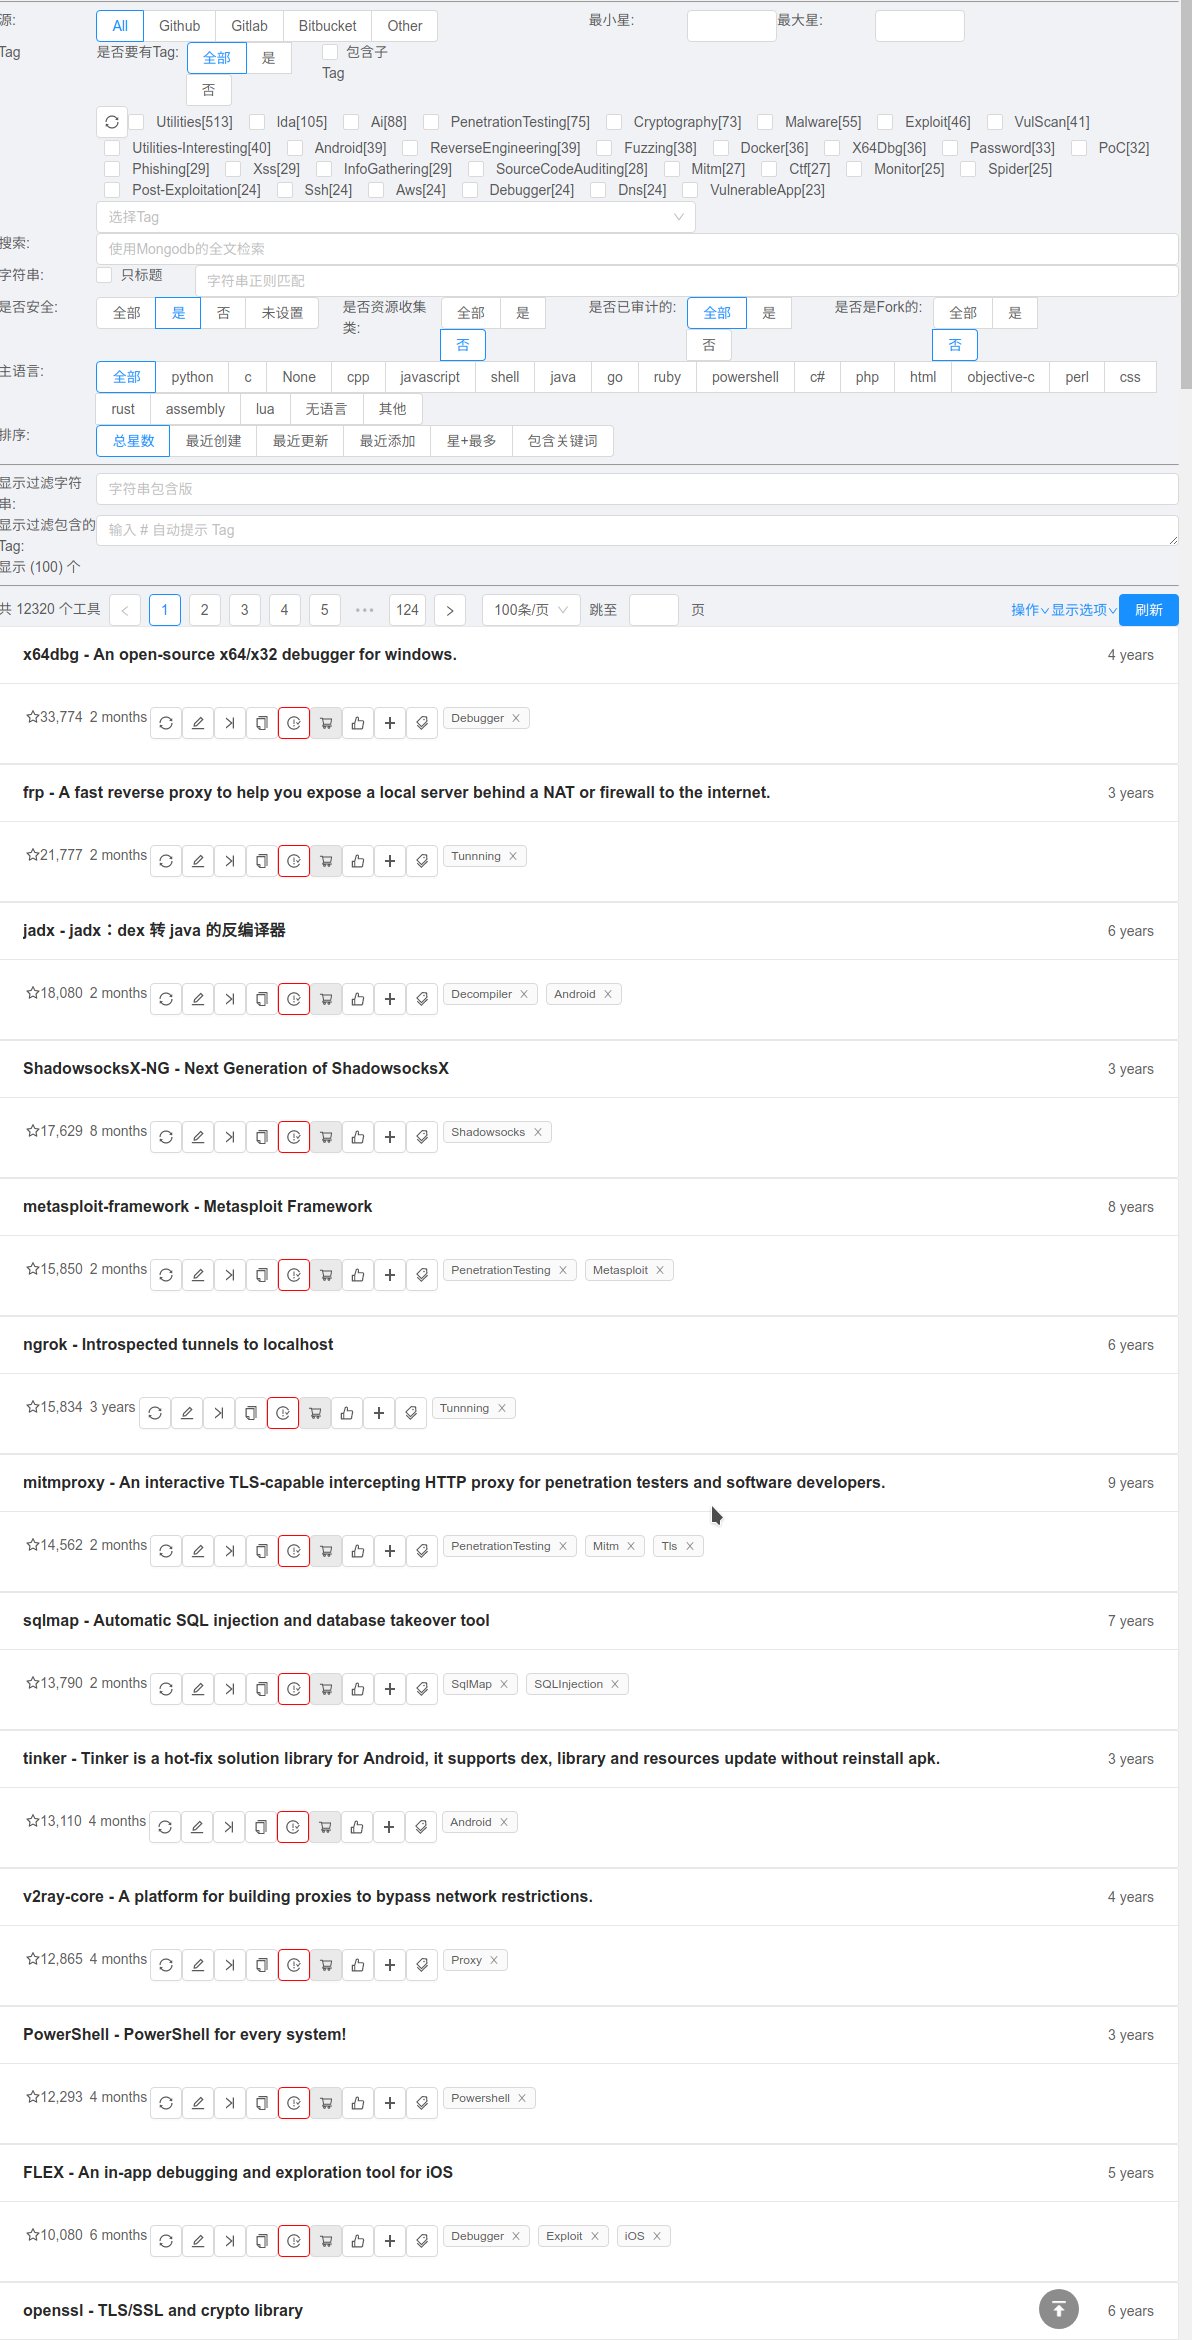 源: All Github Gitlab Bitbucket Other 最小星: 最大星:
Tag 是否要有Tag: 全部 是 包含子
否 Tag
Utilities[513] Ida[105] Ai[88] PenetrationTesting[75] Cryptography[73] Malware[55] Exploit[46] VulScan[41]
Utilities-Interesting[40] Android[39] ReverseEngineering[39] Fuzzing[38] Docker[36] X64Dbg[36] Password[33] PoC[32]
Phishing[29] Xss[29] InfoGathering[29] SourceCodeAuditing[28] Mitm[27] Ctf[27] Monitor[25] Spider[25]
Post-Exploitation[24] Ssh[24] Aws[24] Debugger[24] Dns[24] VulnerableApp[23]
选择Tag
搜索: 使用Mongodb的全文检索
字符串: 只标题 字符串正则匹配
是否安全: 全部 是 否 未设置 是否资源收集 全部 是 是否已审计的: 全部 是 是否是Fork的: 全部 是
类: 否 否 否
主语言: 全部 python c None cpp javascript shell java go ruby powershell c# php html objective-c perl css
rust assembly lua 无语言 其他
排序: 总星数 最近创建 最近更新 最近添加 星+最多 包含关键词
显示过滤字符 字符串包含版
串:
显示过滤包含的 输入 # 自动提示 Tag
Tag:
显示 (100) 个
共 12320 个工具 < 1 2 3 4 5 ••• 124 > 100条/页 跳至 页 操作 显示选项 刷新
x64dbg - An open-source x64/x32 debugger for windows. 4 years
33,774 2 months Debugger
frp - A fast reverse proxy to help you expose a local server behind a NAT or firewall to the internet. 3 years
21,777 2 months Tunnning
jadx - jadx：dex 转 java 的反编译器 6 years
18,080 2 months Decompiler Android
ShadowsocksX-NG - Next Generation of ShadowsocksX 3 years
17,629 8 months Shadowsocks
metasploit-framework - Metasploit Framework 8 years
15,850 2 months PenetrationTesting Metasploit
ngrok - Introspected tunnels to localhost 6 years
15,834 3 years Tunnning
mitmproxy - An interactive TLS-capable intercepting HTTP proxy for penetration testers and software developers. 9 years
14,562 2 months PenetrationTesting Mitm Tls
sqlmap - Automatic SQL injection and database takeover tool 7 years
13,790 2 months SqlMap SQLInjection
tinker - Tinker is a hot-fix solution library for Android, it supports dex, library and resources update without reinstall apk. 3 years
13,110 4 months Android
v2ray-core - A platform for building proxies to bypass network restrictions. 4 years
12,865 4 months Proxy
PowerShell - PowerShell for every system! 3 years
12,293 4 months Powershell
FLEX - An in-app debugging and exploration tool for iOS 5 years
10,080 6 months Debugger Exploit iOS
openssl - TLS/SSL and crypto library 6 years